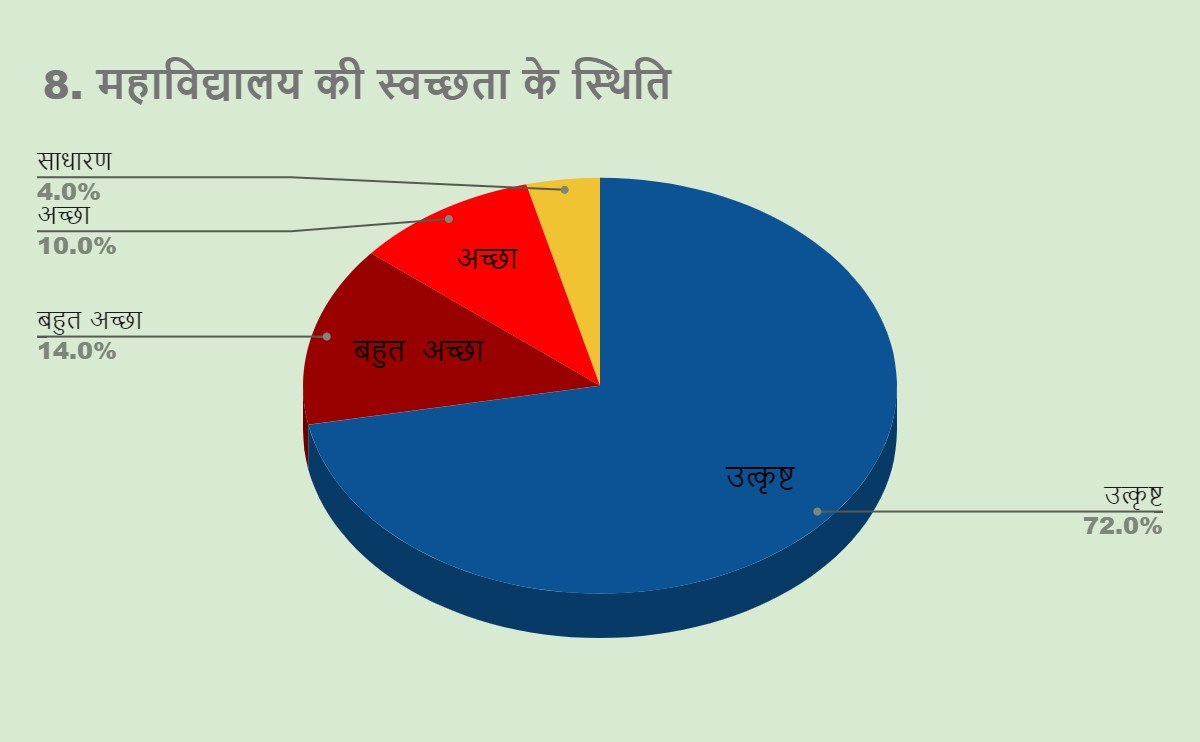 8. महाविद्यालय की स्वच्छता के स्थिति
साधारण
4.0%
अच्छा
10.0%
अच्छा
बहुत अच्छा
14.0%
बहुत अच्छा
उत्कृष्ट
उत्कृष्ट
72.0%